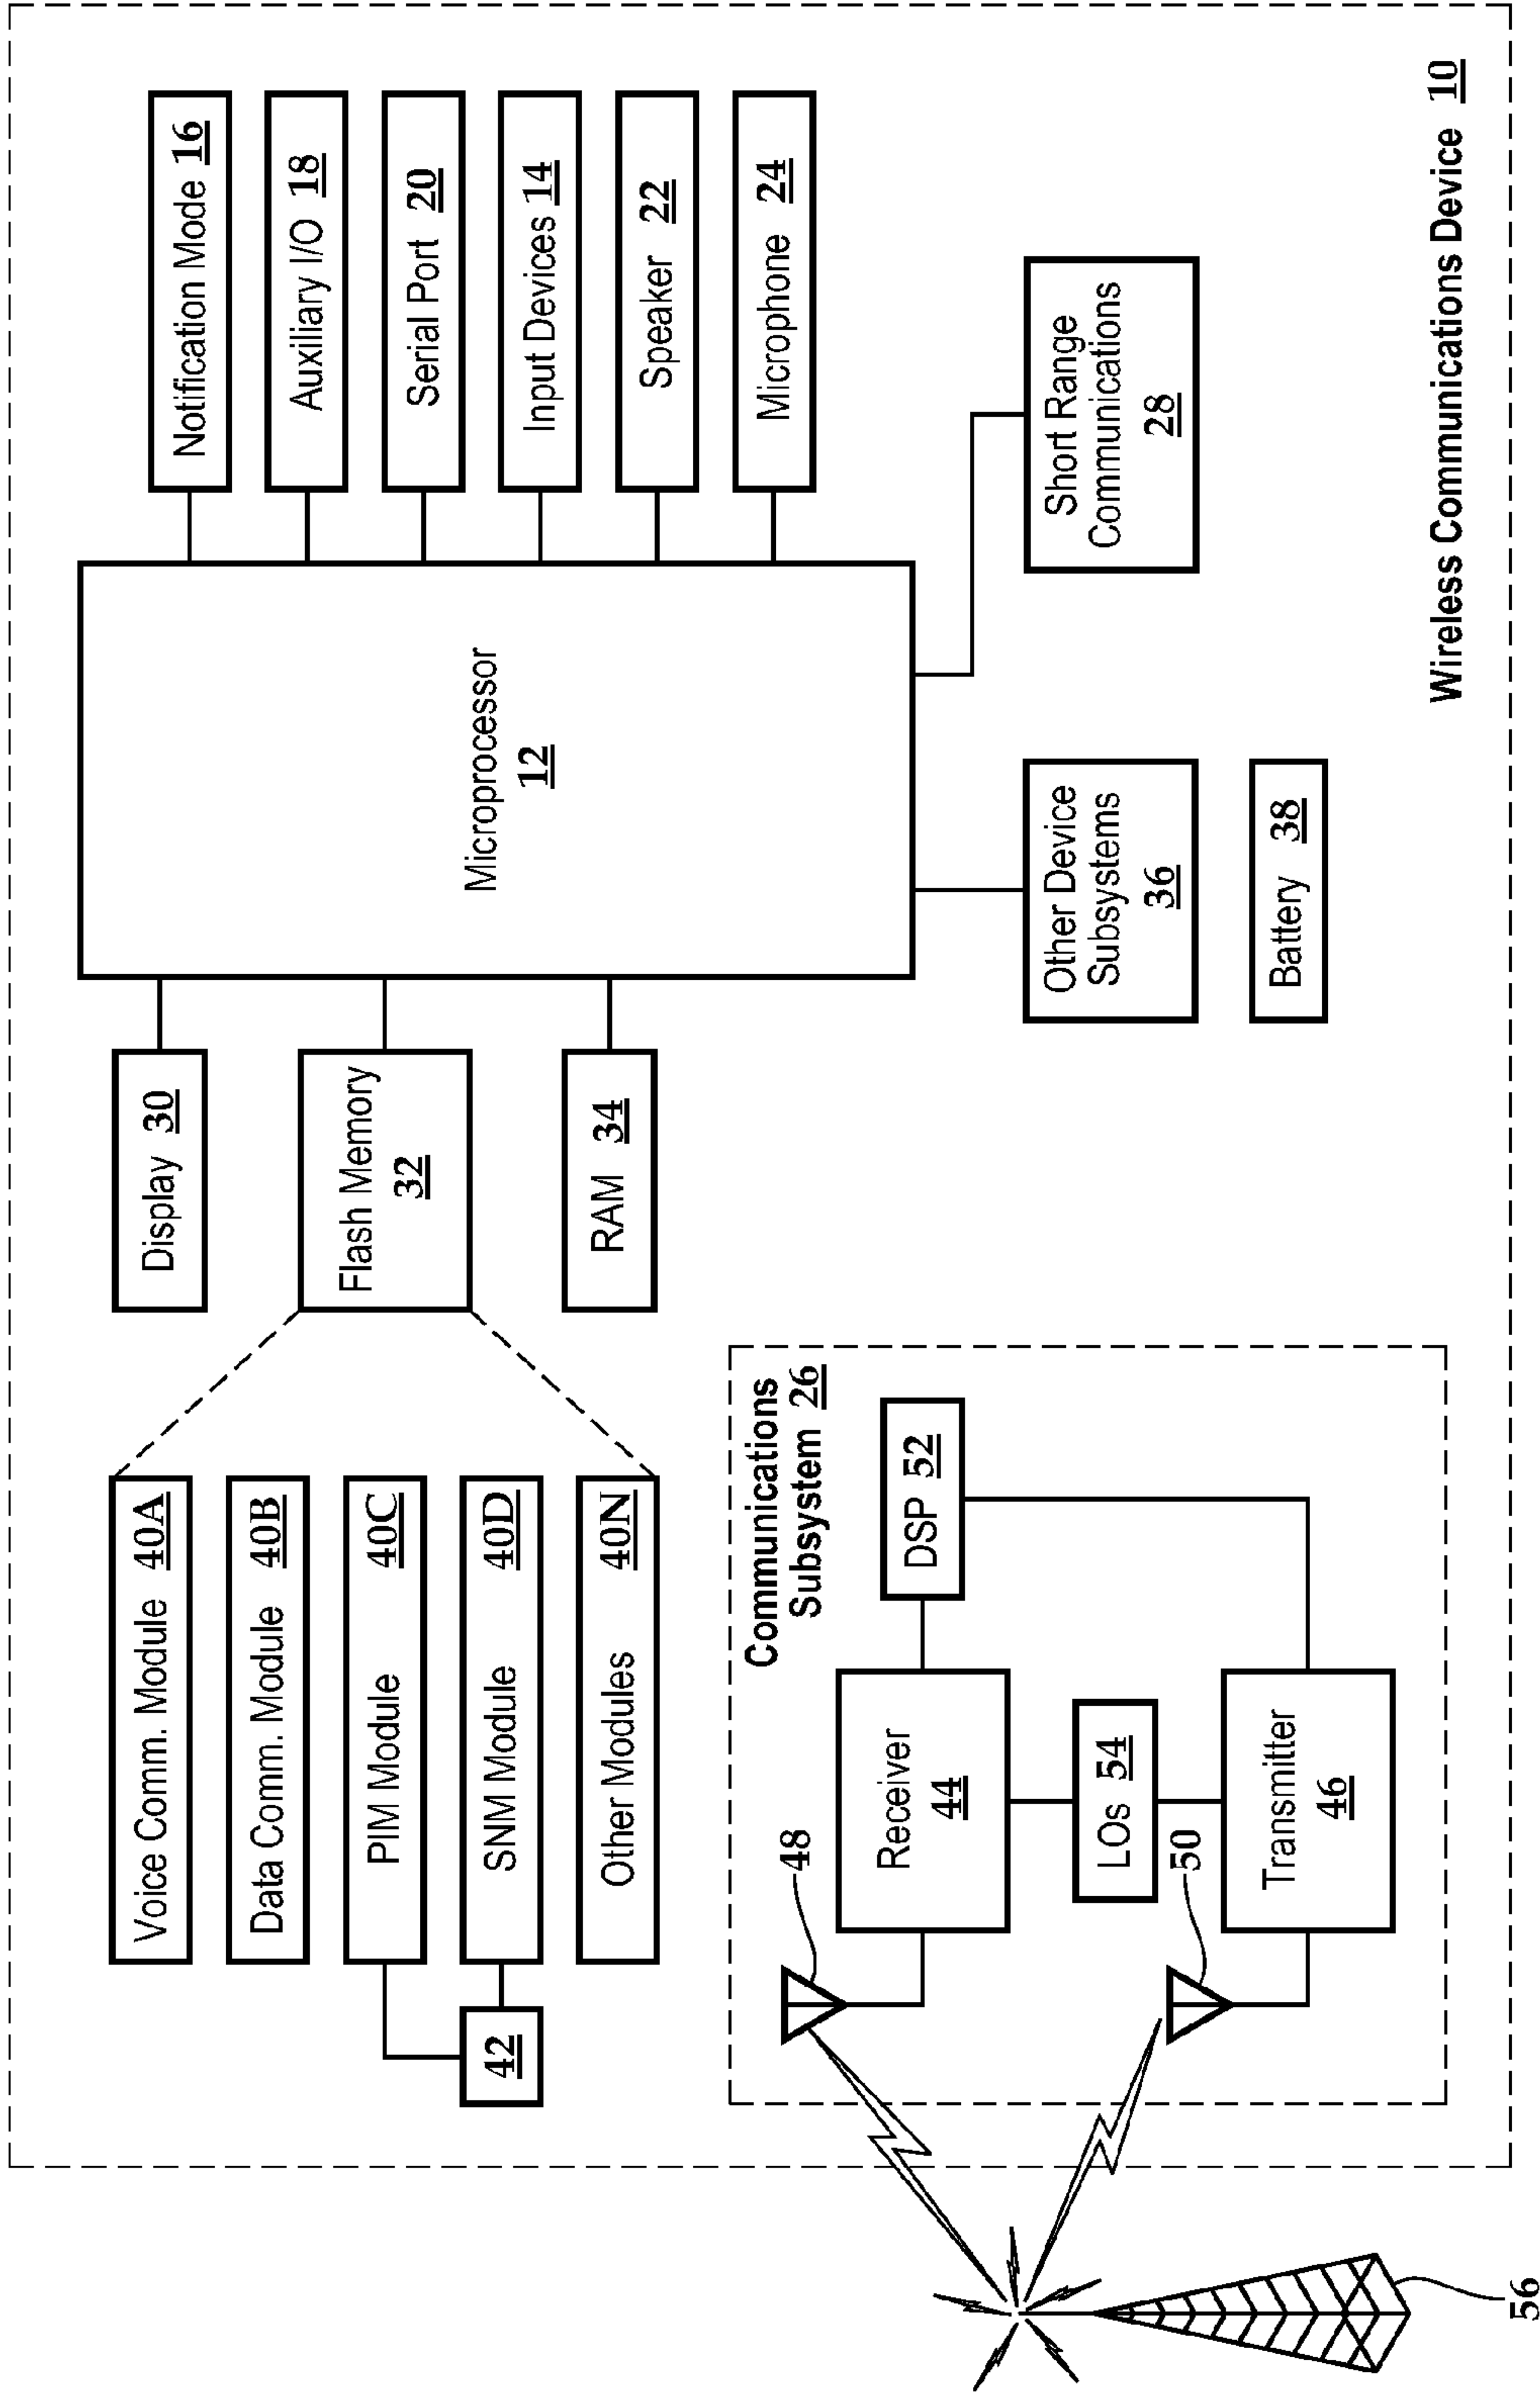 Voice Comm. Module 40A
Data Comm. Module 40B
PIM Module 40C
SNM Module 40D
Other Modules 40N
42
Display 30
Flash Memory
32
RAM 34
Microprocessor
12
Notification Mode 16
Auxiliary I/O 18
Serial Port 20
Input Devices 14
Speaker 22
Microphone 24
Short Range
Communications
28
Other Device
Subsystems
36
Battery 38
Communications
Subsystem 26
48
Receiver
44
DSP 52
LOs 54
50
Transmitter
46
56
Wireless Communications Device 10